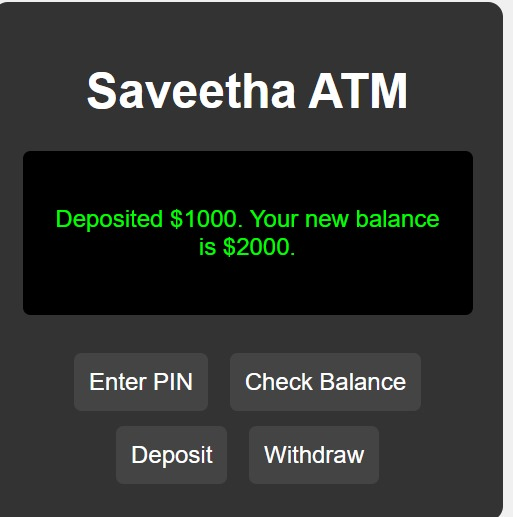 Saveetha ATM
Deposited $1000. Your new balance
is $2000.
Enter PIN
Check Balance
Deposit
Withdraw